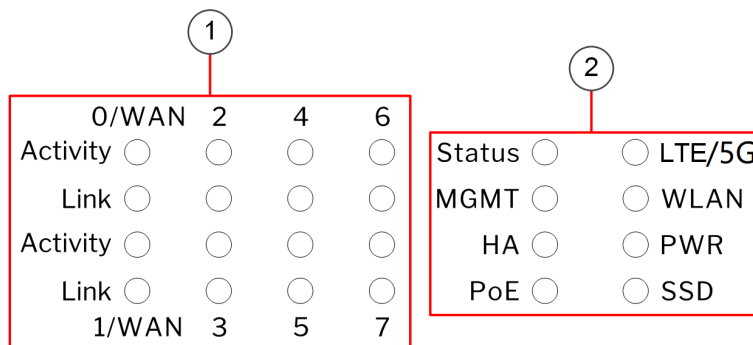 1
0/WAN 2 4 6
Activity
Link
Activity
Link
1/WAN 3 5 7
2
Status LTE/5G
MGMT WLAN
HA PWR
PoE SSD